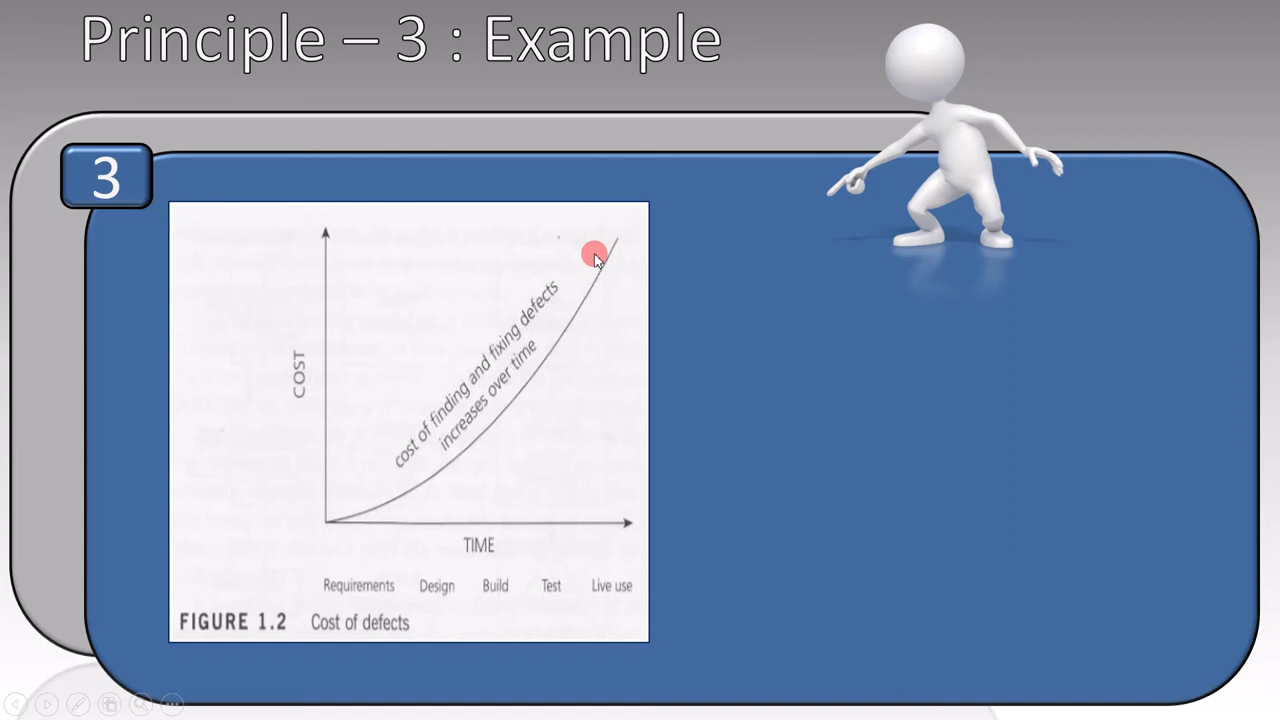 Principle – 3 : Example
3
COST
cost of finding and fixing defects
increases over time
TIME
Requirements Design Build Test Live use
FIGURE 1.2 Cost of defects